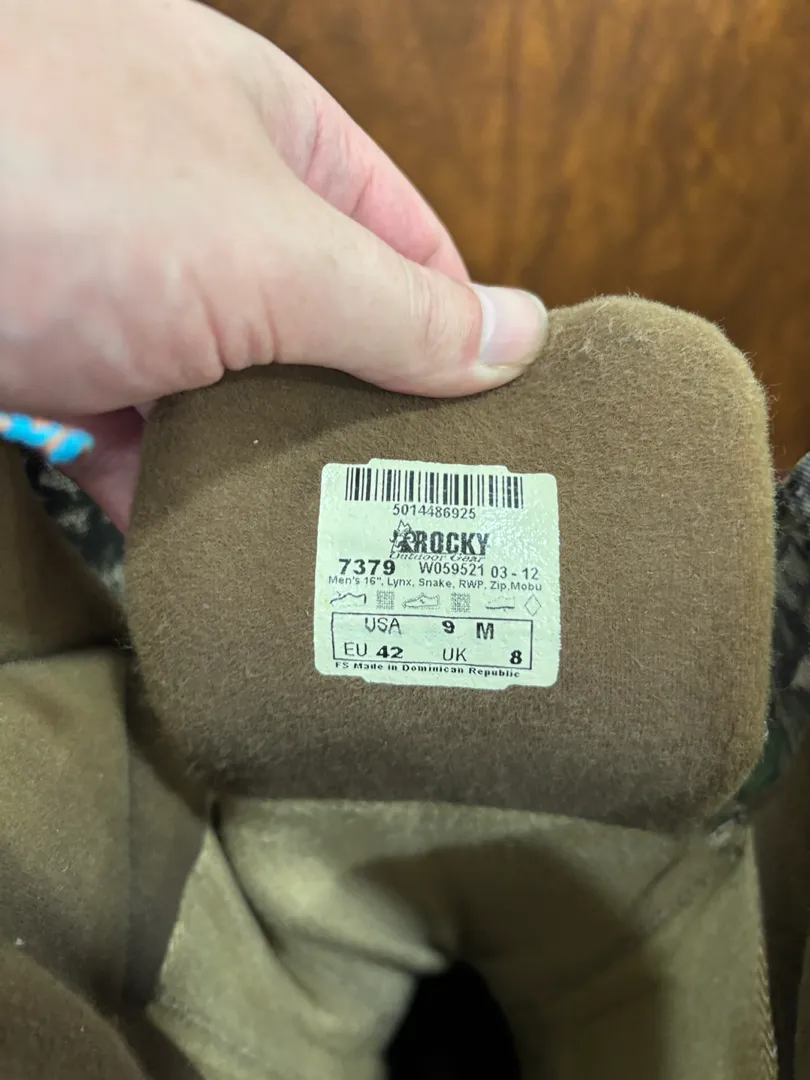 5014486925
ROCKY
Outdoor Gear
7379 W059521 03 - 12
Men's 16", Lynx, Snake, RWP, Zip,Mobu
USA 9 M
EU 42 UK 8
FS Made in Dominican Republic